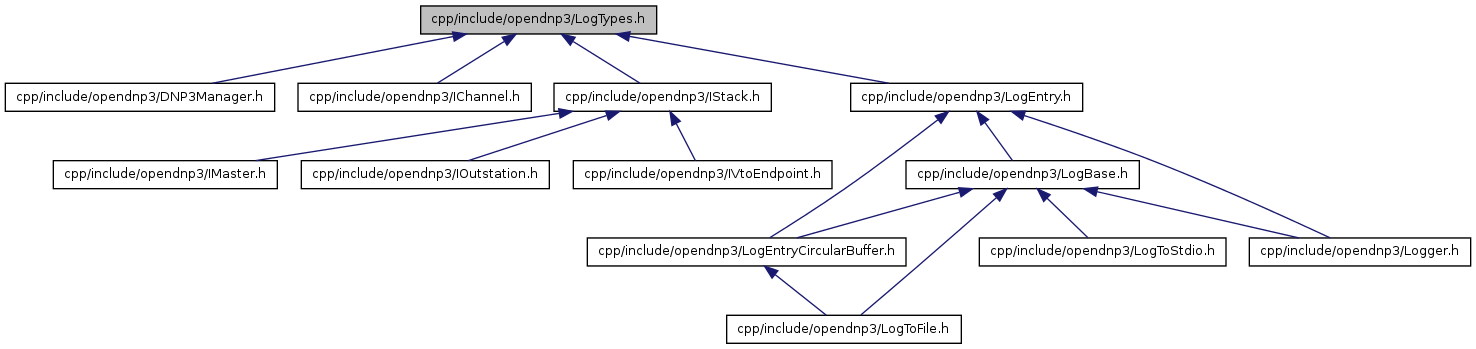 cpp/include/opendnp3/LogTypes.h
cpp/include/opendnp3/DNP3Manager.h
cpp/include/opendnp3/IChannel.h
cpp/include/opendnp3/IStack.h
cpp/include/opendnp3/LogEntry.h
cpp/include/opendnp3/IMaster.h
cpp/include/opendnp3/IOutstation.h
cpp/include/opendnp3/IVtoEndpoint.h
cpp/include/opendnp3/LogBase.h
cpp/include/opendnp3/LogEntryCircularBuffer.h
cpp/include/opendnp3/LogToStdio.h
cpp/include/opendnp3/Logger.h
cpp/include/opendnp3/LogToFile.h